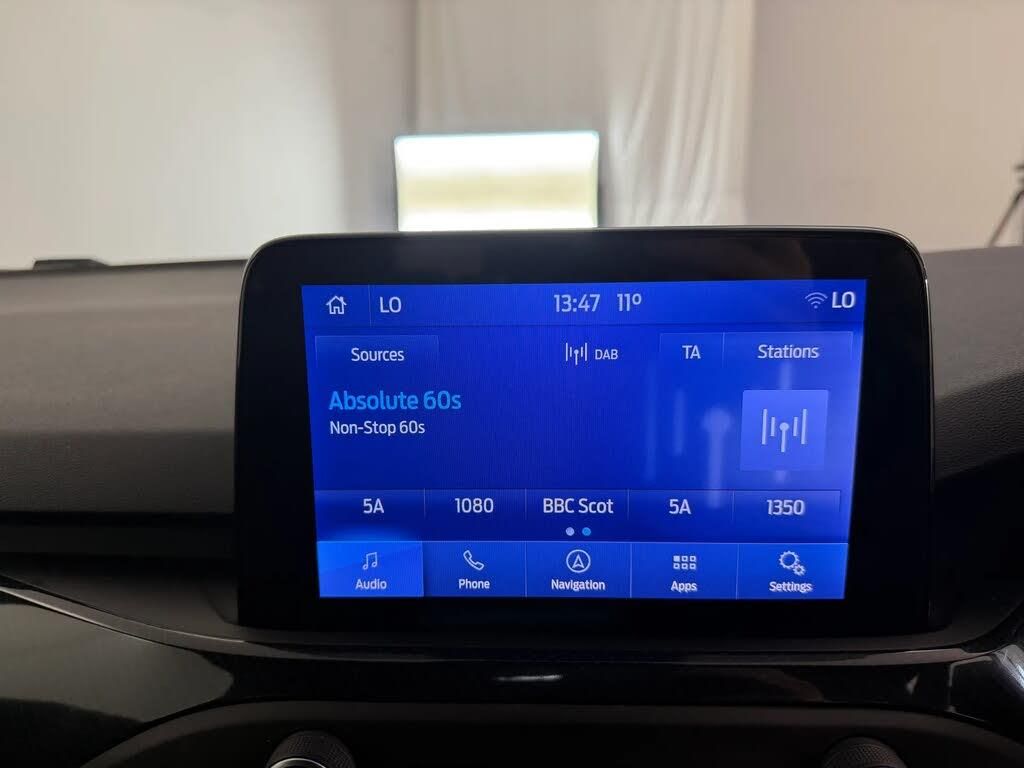 LO 13:47 11° LO
Sources DAB TA Stations
Absolute 60s
Non-Stop 60s
5A 1080 BBC Scot 5A 1350
Audio Phone Navigation Apps Settings